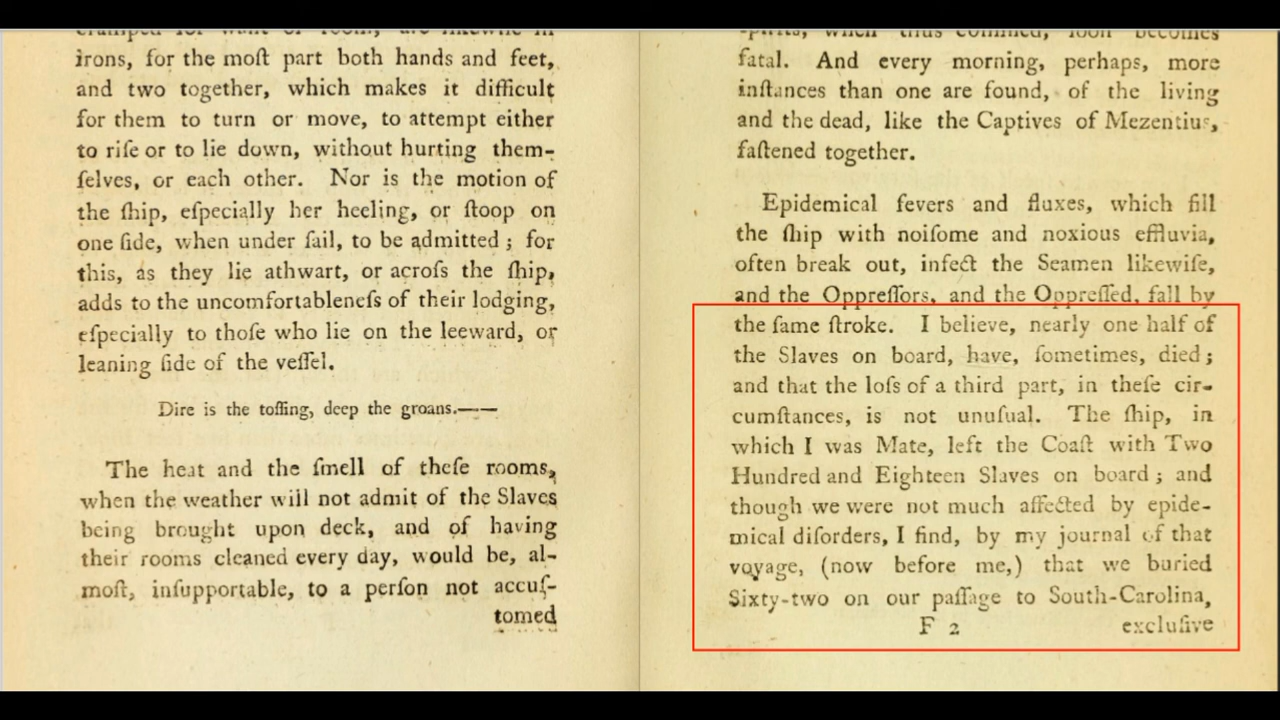 irons, for the moſt part both hands and feet,
and two together, which makes it difficult
for them to turn or move, to attempt either
to riſe or to lie down, without hurting them-
ſelves, or each other. Nor is the motion of
the ſhip, eſpecially her heeling, or ſtoop on
one ſide, when under ſail, to be admitted; for
this, as they lie athwart, or acroſs the ſhip,
adds to the uncomfortableneſs of their lodging,
eſpecially to thoſe who lie on the leeward, or
leaning ſide of the veſſel.
Dire is the toſſing, deep the groans.——
The heat and the ſmell of theſe rooms,
when the weather will not admit of the Slaves
being brought upon deck, and of having
their rooms cleaned every day, would be, al-
moſt, inſupportable, to a perſon not accuſ-
tomed
fatal. And every morning, perhaps, more
inſtances than one are found, of the living
and the dead, like the Captives of Mezentius,
faſtened together.
Epidemical fevers and fluxes, which fill
the ſhip with noiſome and noxious effluvia,
often break out, infect the Seamen likewiſe,
and the Oppreſſors, and the Oppreſſed, fall by
the ſame ſtroke. I believe, nearly one half of
the Slaves on board, have, ſometimes, died;
and that the loſs of a third part, in theſe cir-
cumſtances, is not unuſual. The ſhip, in
which I was Mate, left the Coaſt with Two
Hundred and Eighteen Slaves on board; and
though we were not much affected by epide-
mical diſorders, I find, by my journal of that
voyage, (now before me,) that we buried
Sixty-two on our paſſage to South-Carolina,
F 2 excluſive